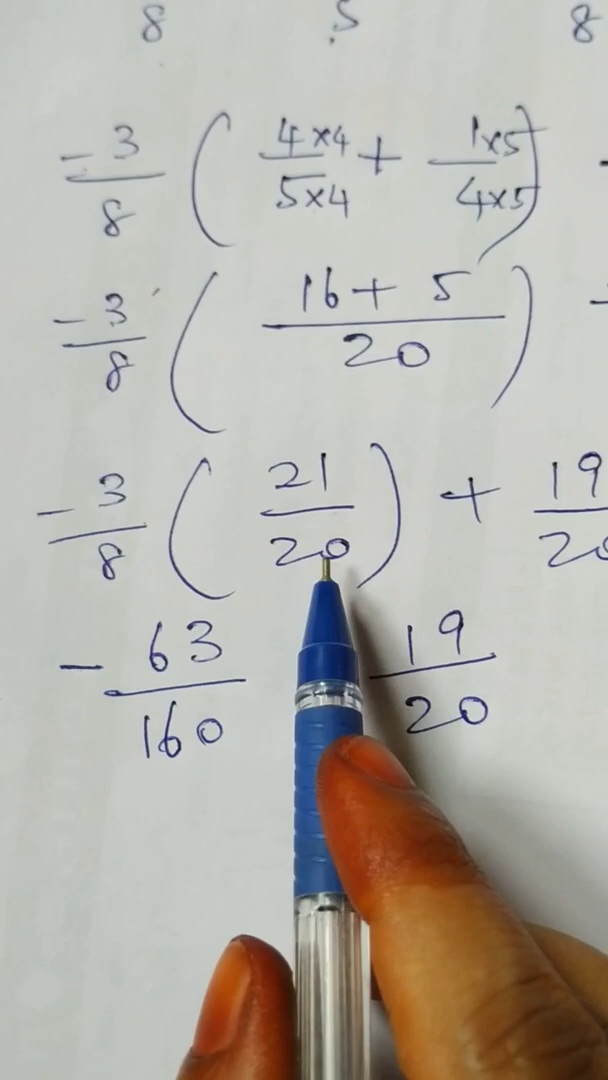 8 5 8
-3/8 ( 4×4/5×4 + 1×5/4×5 )
-3/8 ( 16+5/20 )
-3/8 ( 21/20 ) + 19/20
-63/160 19/20